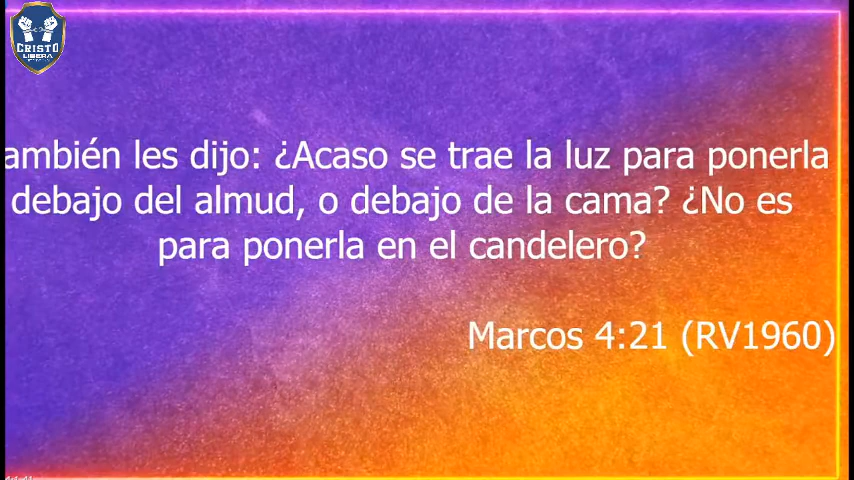 CRISTO
LIBERA
ambién les dijo: ¿Acaso se trae la luz para ponerla
debajo del almud, o debajo de la cama? ¿No es
para ponerla en el candelero?
Marcos 4:21 (RV1960)